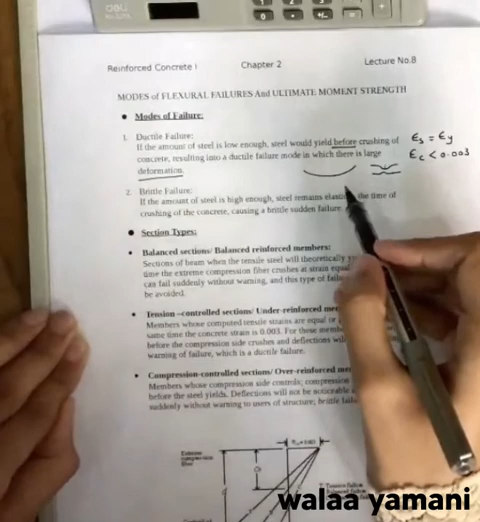 deli
Reinforced Concrete I Chapter 2 Lecture No.8
MODES of FLEXURAL FAILURES And ULTIMATE MOMENT STRENGTH
• Modes of Failure:
1. Ductile Failure:
If the amount of steel is low enough, steel would yield before crushing of
concrete, resulting into a ductile failure mode in which there is large
deformation.
εs = εy
εc < 0.003
2. Brittle Failure:
If the amount of steel is high enough, steel remains elastic the time of
crushing of the concrete, causing a brittle sudden failure.
• Section Types:
• Balanced sections/ Balanced reinforced members:
Sections of beam when the tensile steel will theoretically
time the extreme compression fiber crushes at strain equal
can fail suddenly without warning, and this type of
be avoided.
• Tension –controlled sections/ Under-reinforced
Members whose computed tensile strains are equal or
same time the concrete strain is 0.003. For these
before the compression side crushes and deflections
warning of failure, which is a ductile failure.
• Compression-controlled sections/ Over-reinforced
Members whose compression side controls; compression
before the steel yields. Deflections will not be noticeable
suddenly without warning to users of structure; brittle
Extreme
compression
fiber
walaa yamani